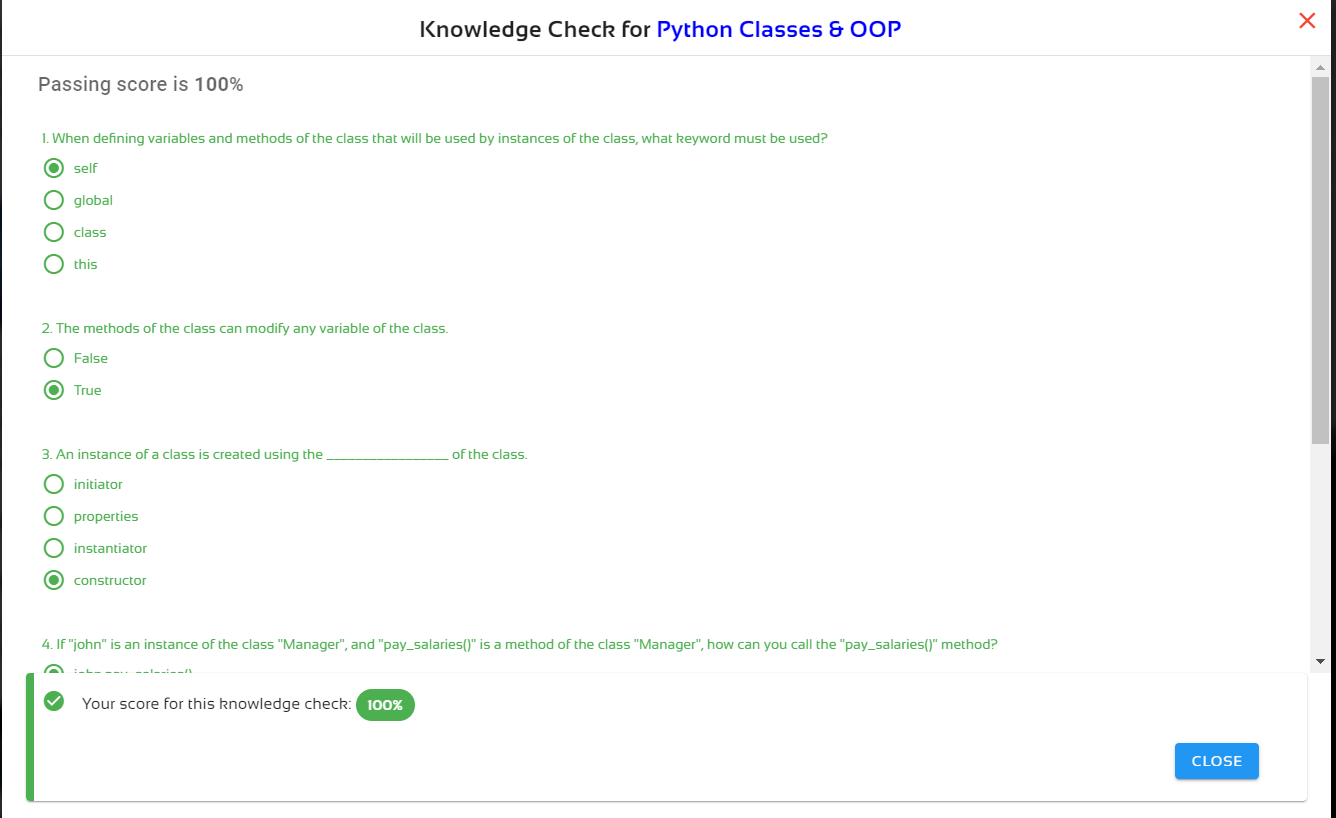 Knowledge Check for Python Classes & OOP
Passing score is 100%
1. When defining variables and methods of the class that will be used by instances of the class, what keyword must be used?
self
global
class
this
2. The methods of the class can modify any variable of the class.
False
True
3. An instance of a class is created using the _________________ of the class.
initiator
properties
instantiator
constructor
4. If "john" is an instance of the class "Manager", and "pay_salaries()" is a method of the class "Manager", how can you call the "pay_salaries()" method?
Your score for this knowledge check: 100%
CLOSE